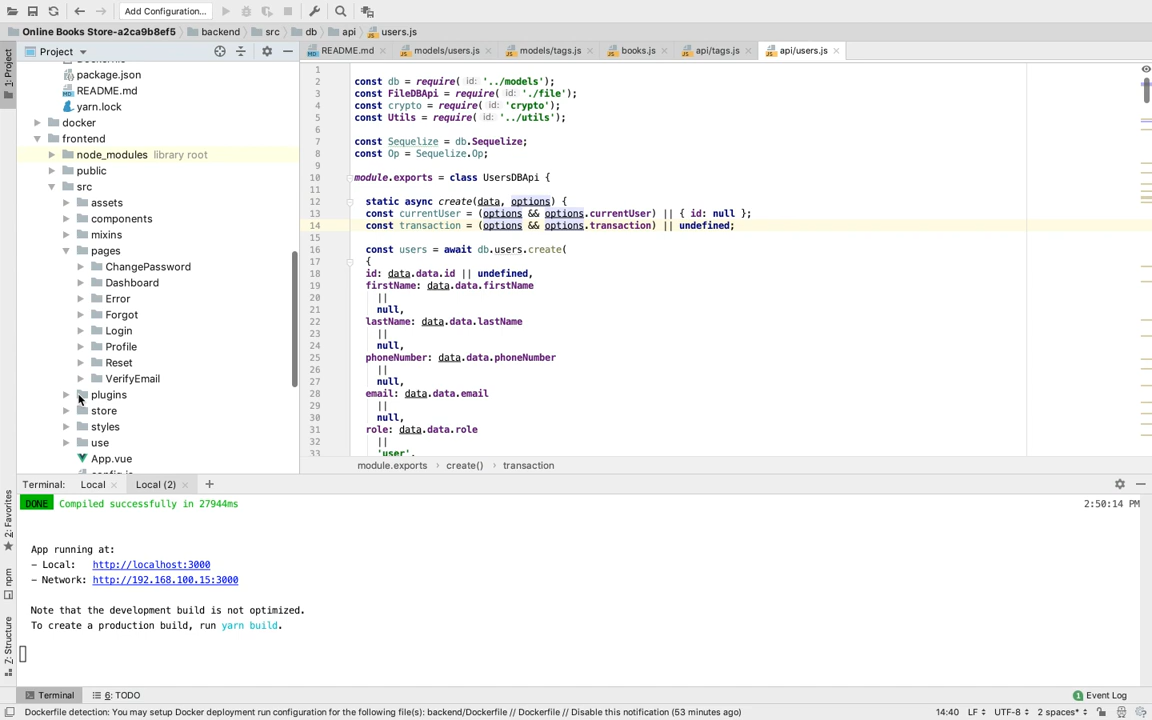 Add Configuration...
Online Books Store-a2ca9b8ef5 backend src db api users.js
1: Project
Project
README.md models/users.js models/tags.js books.js api/tags.js api/users.js
package.json
README.md
yarn.lock
docker
frontend
node_modules library root
public
src
assets
components
mixins
pages
ChangePassword
Dashboard
Error
Forgot
Login
Profile
Reset
VerifyEmail
plugins
store
styles
use
App.vue
1
2 const db = require( id: '../models');
3 const FileDBApi = require( id: './file');
4 const crypto = require( id: 'crypto');
5 const Utils = require( id: '../utils');
6
7 const Sequelize = db.Sequelize;
8 const Op = Sequelize.Op;
9
10 module.exports = class UsersDBApi {
11
12 static async create(data, options) {
13 const currentUser = (options && options.currentUser) || { id: null };
14 const transaction = (options && options.transaction) || undefined;
15
16 const users = await db.users.create(
17 {
18 id: data.data.id || undefined,
19 firstName: data.data.firstName
20 ||
21 null,
22 lastName: data.data.lastName
23 ||
24 null,
25 phoneNumber: data.data.phoneNumber
26 ||
27 null,
28 email: data.data.email
29 ||
30 null,
31 role: data.data.role
32 ||
33 'user',
module.exports › create() › transaction
Terminal: Local Local (2)
DONE Compiled successfully in 27944ms 2:50:14 PM
App running at:
- Local: http://localhost:3000
- Network: http://192.168.100.15:3000
Note that the development build is not optimized.
To create a production build, run yarn build.
2: Favorites
npm
7: Structure
Terminal 6: TODO 1 Event Log
Dockerfile detection: You may setup Docker deployment run configuration for the following file(s): backend/Dockerfile // Dockerfile // Disable this notification (53 minutes ago) 14:40 LF UTF-8 2 spaces*